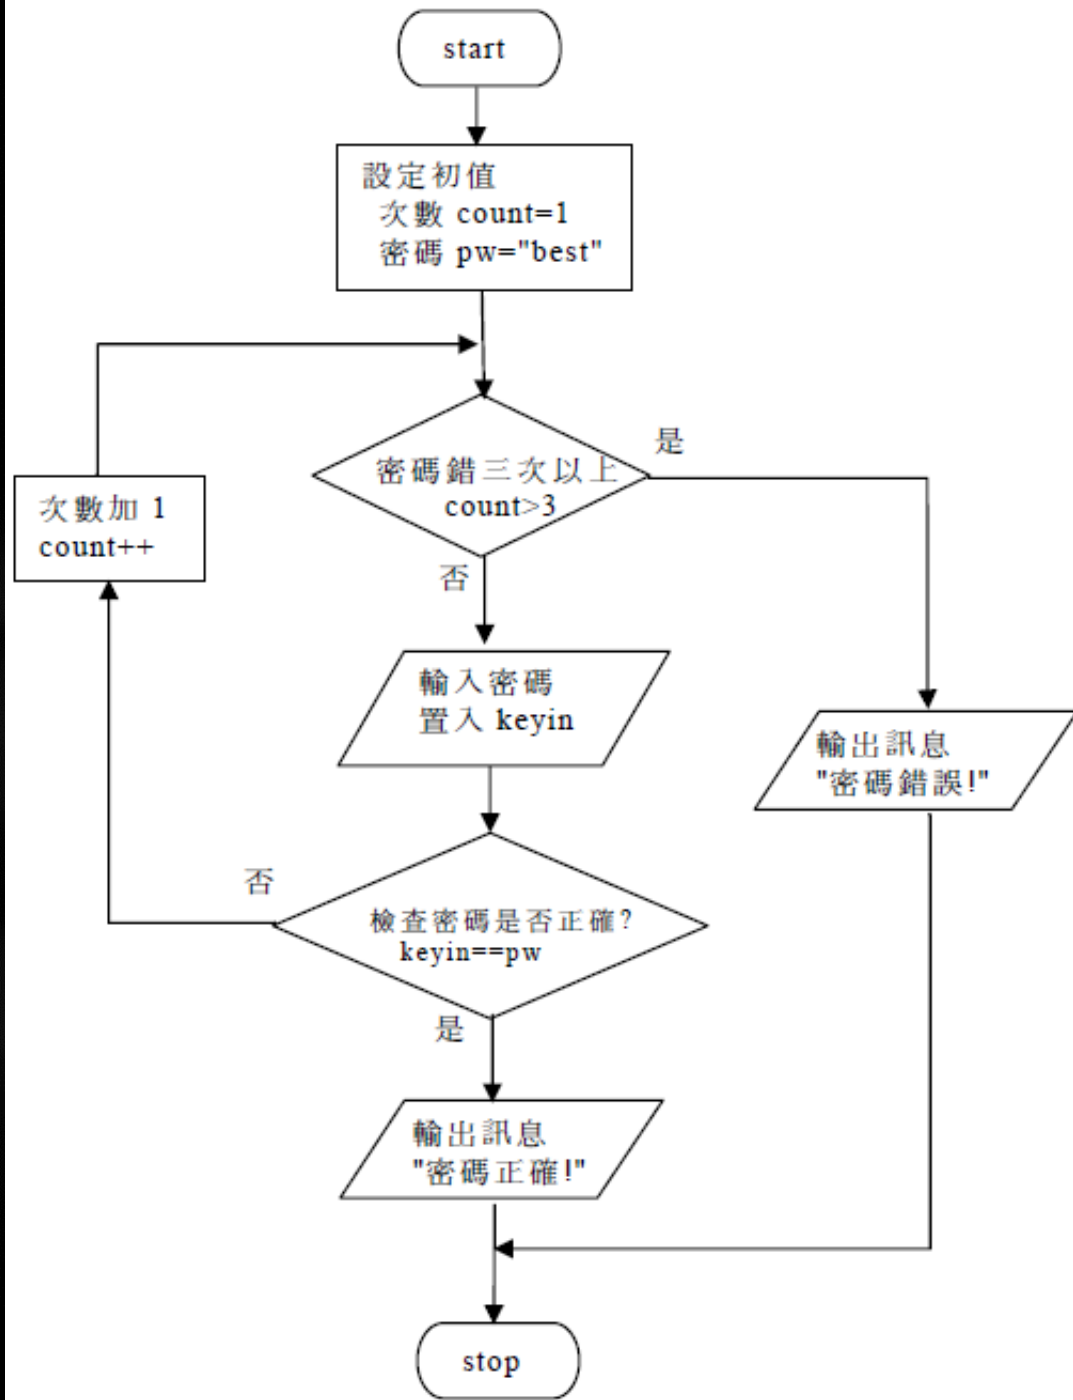 start
設定初值
次數 count=1
密碼 pw="best"
密碼錯三次以上
count>3
是
否
次數加 1
count++
輸入密碼
置入 keyin
輸出訊息
"密碼錯誤!"
檢查密碼是否正確?
keyin==pw
否
是
輸出訊息
"密碼正確!"
stop